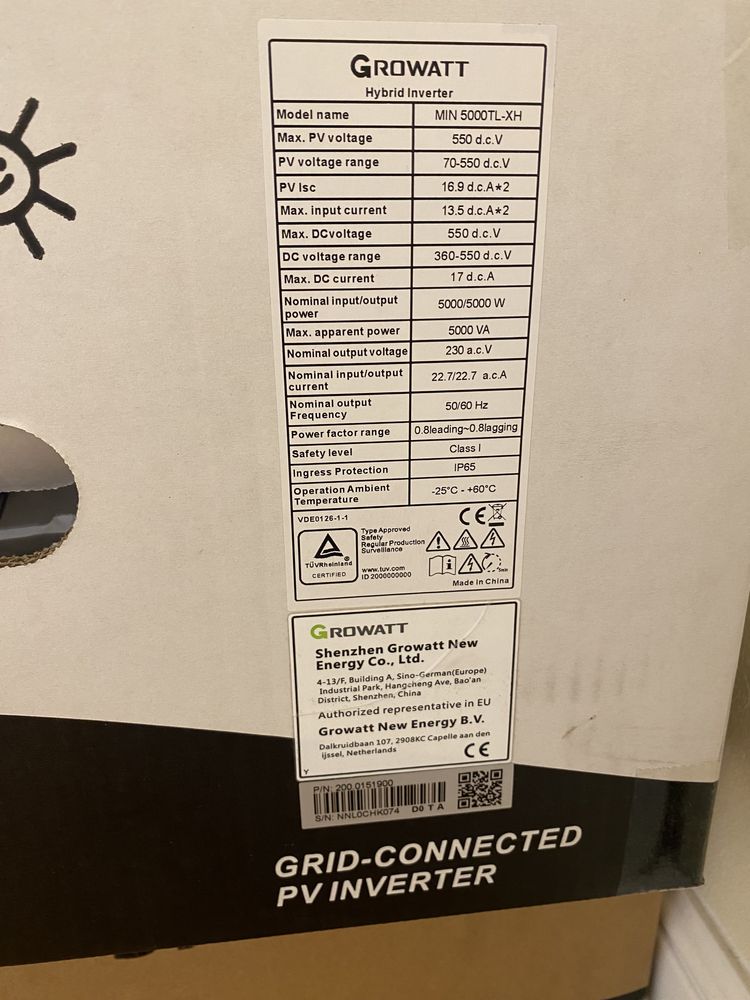 GROWATT
Hybrid Inverter
Model name MIN 5000TL-XH
Max. PV voltage 550 d.c.V
PV voltage range 70-550 d.c.V
PV Isc 16.9 d.c.A*2
Max. input current 13.5 d.c.A*2
Max. DCvoltage 550 d.c.V
DC voltage range 360-550 d.c.V
Max. DC current 17 d.c.A
Nominal input/output
power 5000/5000 W
Max. apparent power 5000 VA
Nominal output voltage 230 a.c.V
Nominal input/output
current 22.7/22.7 a.c.A
Nominal output
Frequency 50/60 Hz
Power factor range 0.8leading~0.8lagging
Safety level Class I
Ingress Protection IP65
Operation Ambient
Temperature -25°C - +60°C
VDE0126-1-1
CE
TÜVRheinland
CERTIFIED
Type Approved
Safety
Regular Production
Surveillance
www.tuv.com
ID 2000000000
5min
Made in China
GROWATT
Shenzhen Growatt New
Energy Co., Ltd.
4-13/F, Building A, Sino-German(Europe)
Industrial Park, Hangcheng Ave, Bao'an
District, Shenzhen, China
Authorized representative in EU
Growatt New Energy B.V.
Dalkruidbaan 107, 2908KC Capelle aan den
ijssel, Netherlands
CE
Y
P/N: 200.0151900
S/N: NNL0CHK074 D0 T A
GRID-CONNECTED
PV INVERTER